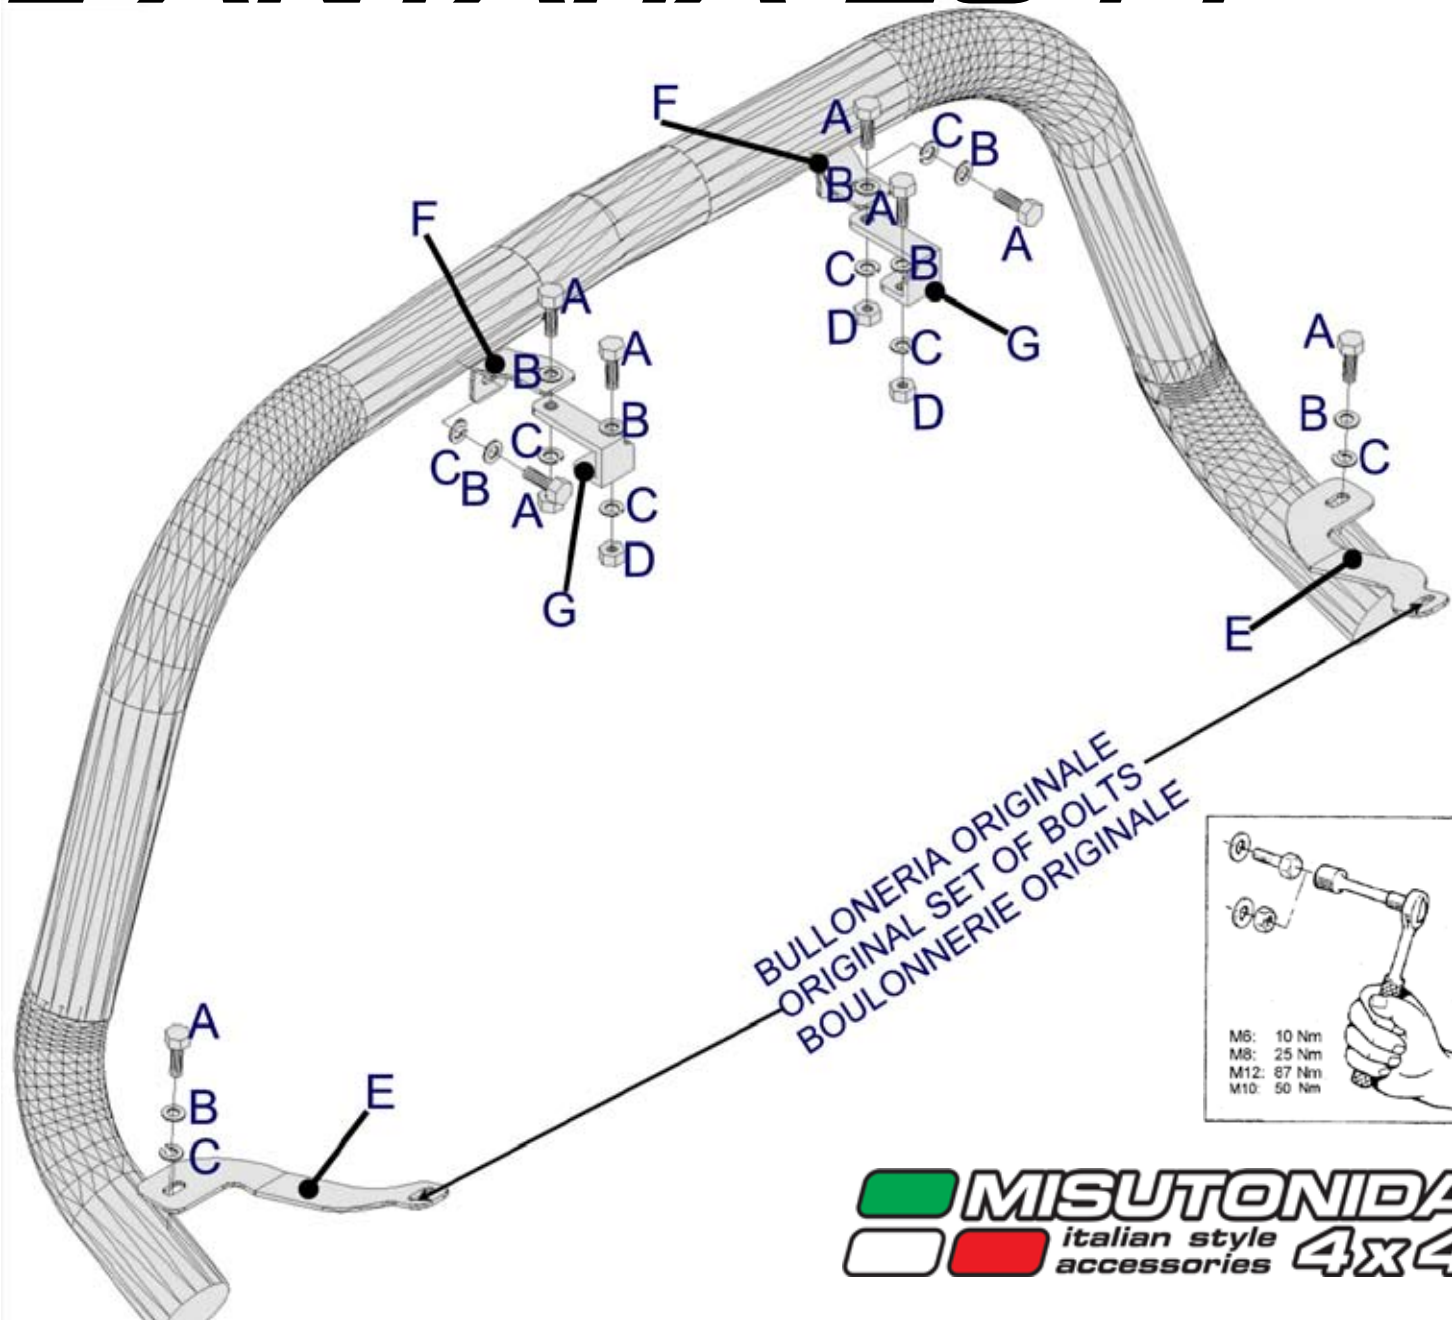 F
A
C
B
F
B
A
A
C
B
A
D
G
A
C
A
B
D
B
B
C
C
E
C
B
A
C
D
G
BULLONERIA ORIGINALE
ORIGINAL SET OF BOLTS
BOULONNERIE ORIGINALE
M6: 10 Nm
M8: 25 Nm
M12: 87 Nm
M10: 50 Nm
A
E
B
C
MISUTONIDA
italian style
accessories
4x4